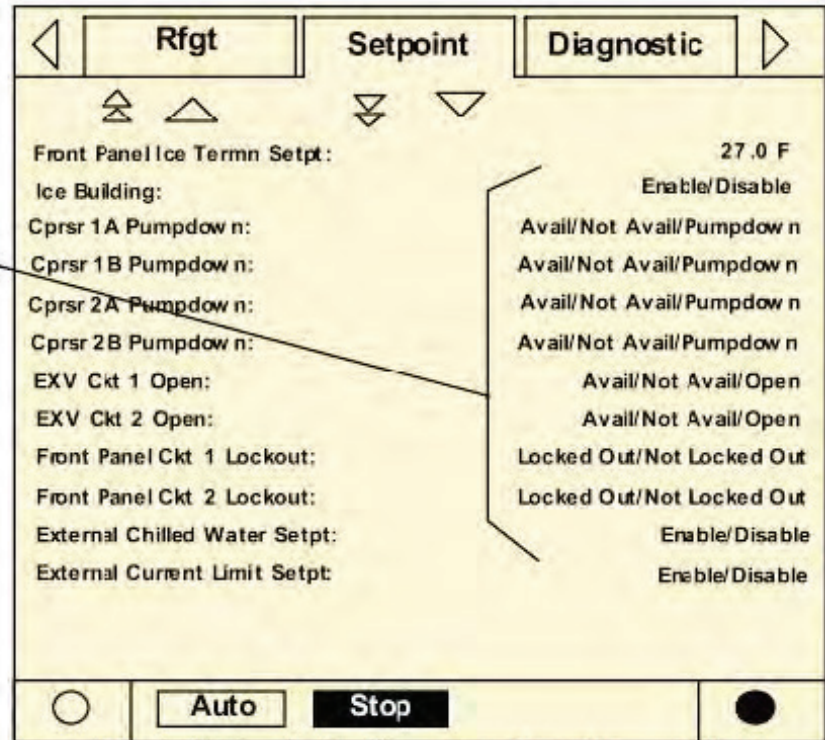 Rfgt Setpoint Diagnostic
Front Panel Ice Termn Setpt: 27.0 F
Ice Building: Enable/Disable
Cprsr 1A Pumpdown: Avail/Not Avail/Pumpdown
Cprsr 1B Pumpdown: Avail/Not Avail/Pumpdown
Cprsr 2A Pumpdown: Avail/Not Avail/Pumpdown
Cprsr 2B Pumpdown: Avail/Not Avail/Pumpdown
EXV Ckt 1 Open: Avail/Not Avail/Open
EXV Ckt 2 Open: Avail/Not Avail/Open
Front Panel Ckt 1 Lockout: Locked Out/Not Locked Out
Front Panel Ckt 2 Lockout: Locked Out/Not Locked Out
External Chilled Water Setpt: Enable/Disable
External Current Limit Setpt: Enable/Disable
Auto Stop